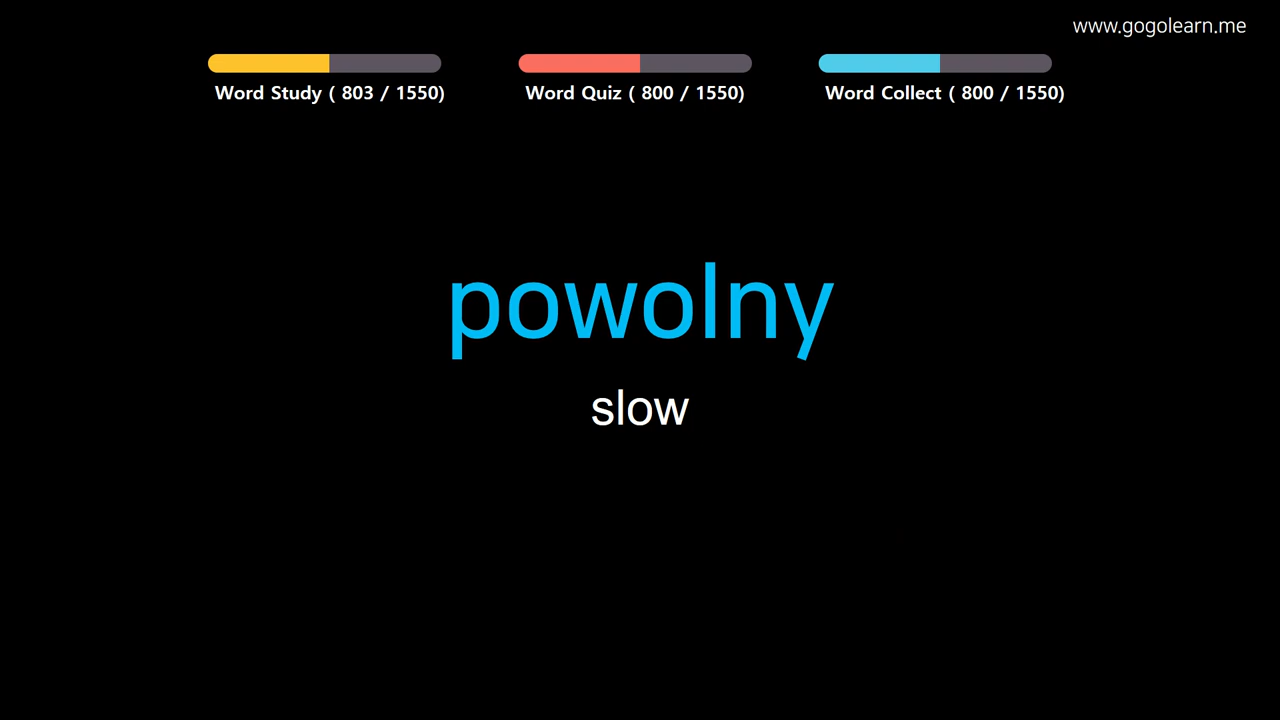 www.gogolearn.me
Word Study ( 803 / 1550)
Word Quiz ( 800 / 1550)
Word Collect ( 800 / 1550)
powolny
slow